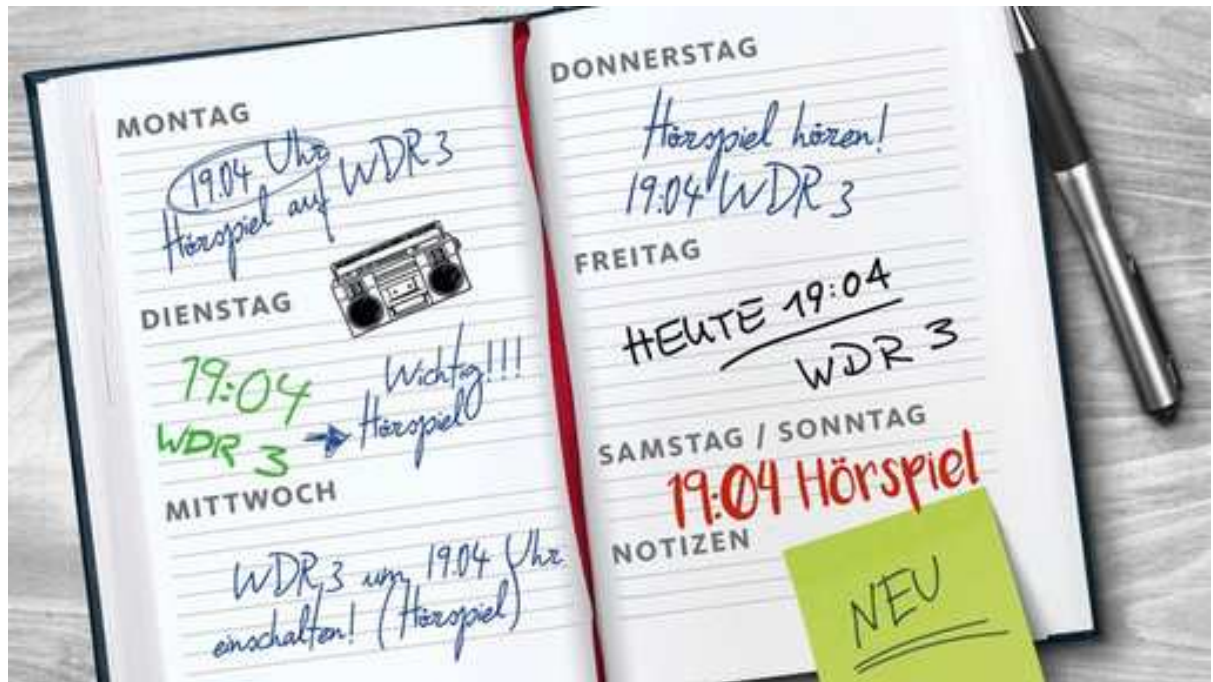 MONTAG
19.04 Uhr
Hörspiel auf WDR 3
DIENSTAG
19:04
WDR 3
Wichtig!!!
→ Hörspiel
MITTWOCH
WDR 3 um 19.04 Uhr
einschalten! (Hörspiel)
DONNERSTAG
Hörspiel hören!
19:04 WDR 3
FREITAG
HEUTE 19:04
WDR 3
SAMSTAG / SONNTAG
19:04 Hörspiel
NOTIZEN
NEU